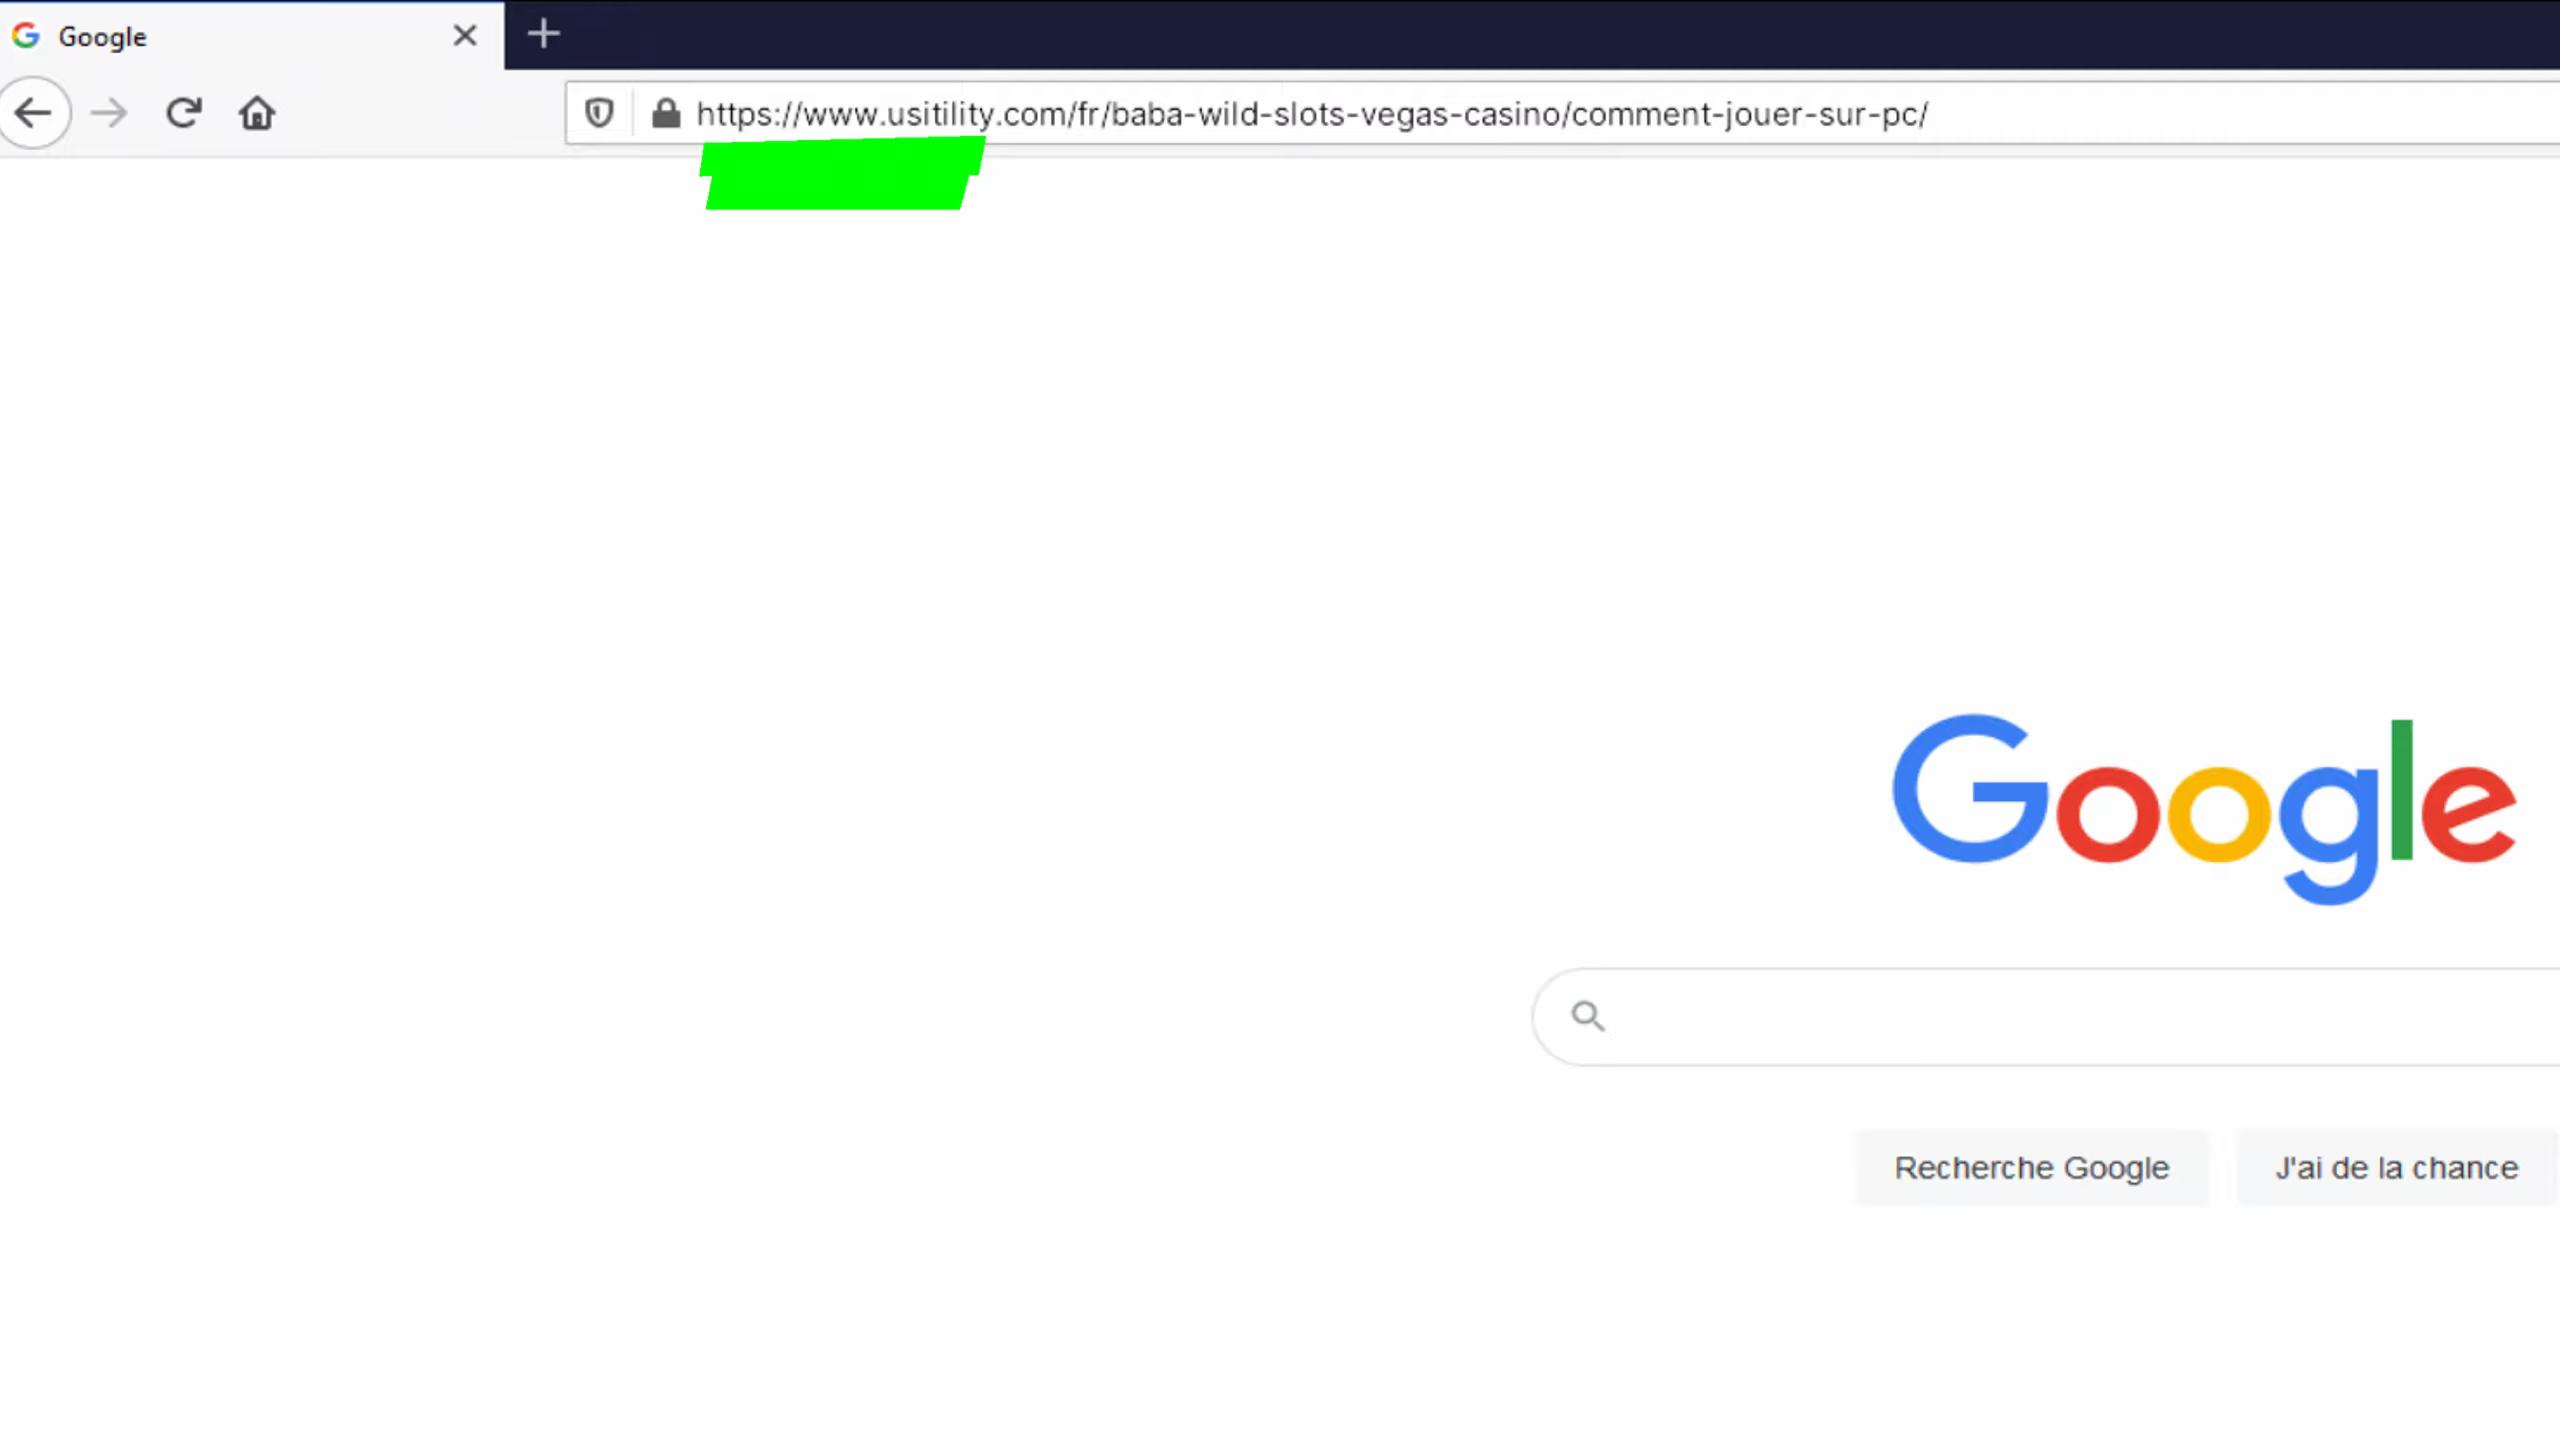 Google
https://www.usitility.com/fr/baba-wild-slots-vegas-casino/comment-jouer-sur-pc/
Google
Recherche Google
J'ai de la chance